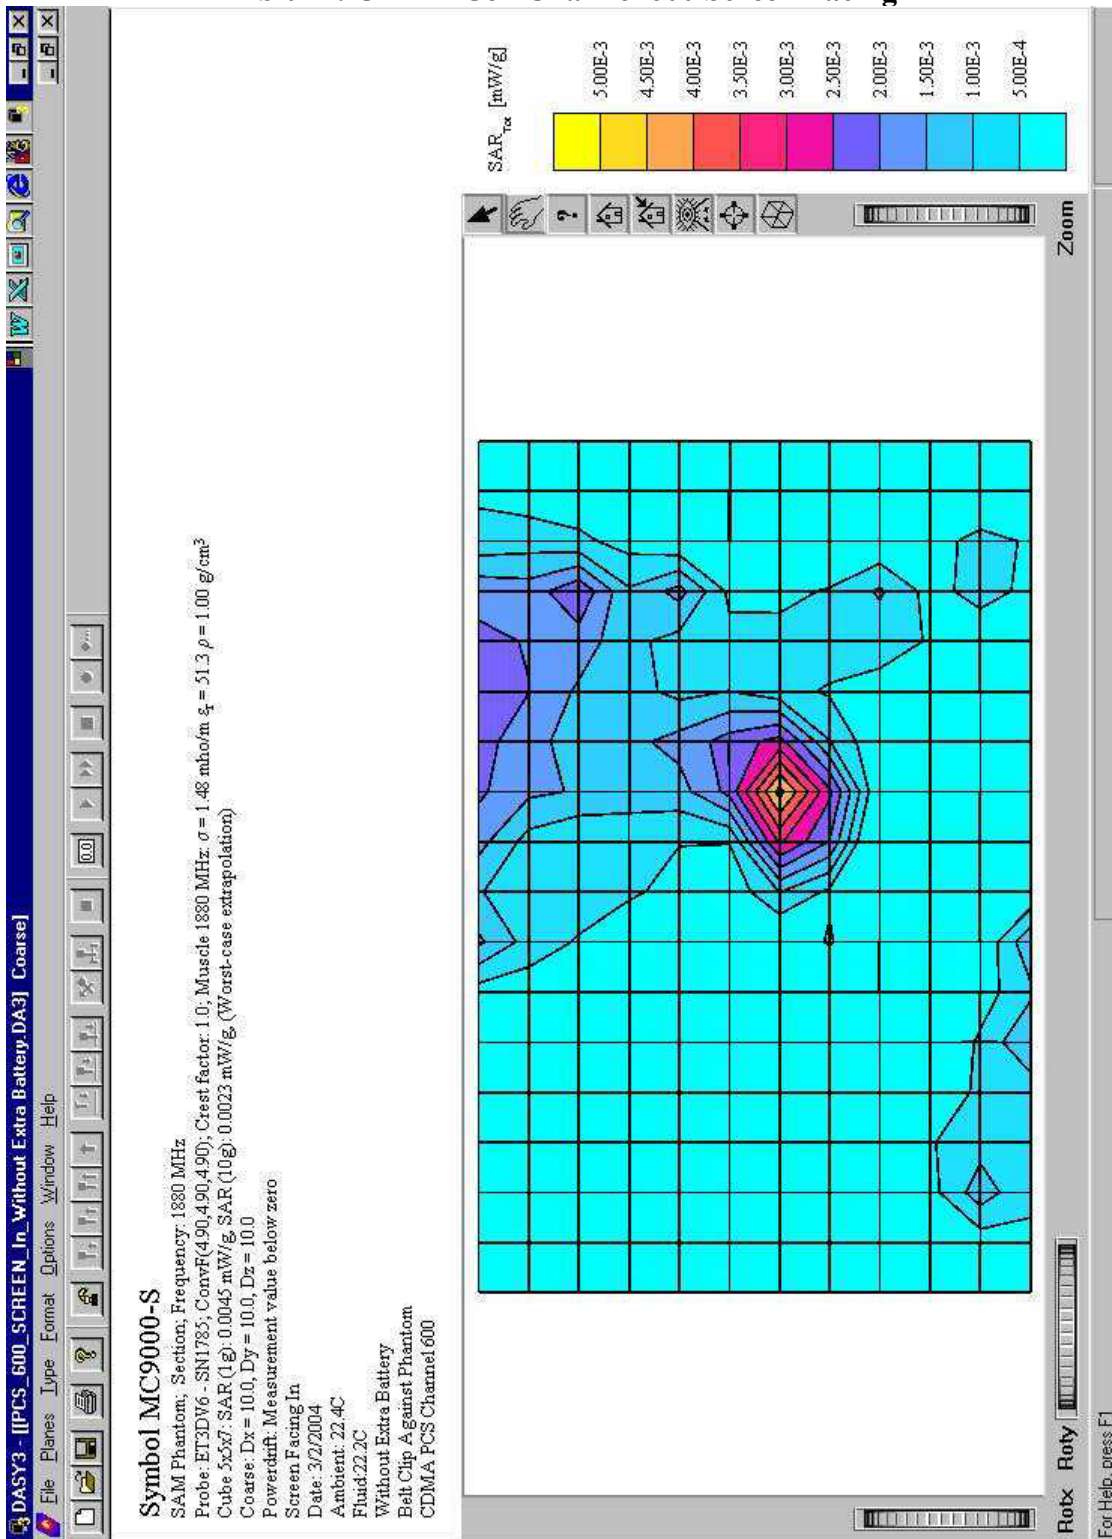 DASY3 - [[PCS_600_SCREEN_In_Without Extra Battery.DA3] Coarse]
File Planes Type Format Options Window Help
Symbol MC9000-S
SAM Phantom; Section; Frequency: 1880 MHz
Probe: ET3DV6 - SN1785; ConvF(4.90,4.90,4.90); Crest factor: 1.0; Muscle 1880 MHz: σ = 1.48 mho/m εr = 51.3 ρ = 1.00 g/cm³
Cube 5x5x7: SAR (1g): 0.0045 mW/g, SAR (10g): 0.0023 mW/g, (Worst-case extrapolation)
Coarse: Dx = 10.0, Dy = 10.0, Dz = 10.0
Powerdrift: Measurement value below zero
Screen Facing In
Date: 3/2/2004
Ambient: 22.4C
Fluid:22.2C
Without Extra Battery
Belt Clip Against Phantom
CDMA PCS Channel 600
SAR Tot [mW/g]
5.00E-3
4.50E-3
4.00E-3
3.50E-3
3.00E-3
2.50E-3
2.00E-3
1.50E-3
1.00E-3
5.00E-4
Rotx Roty Zoom
For Help, press F1